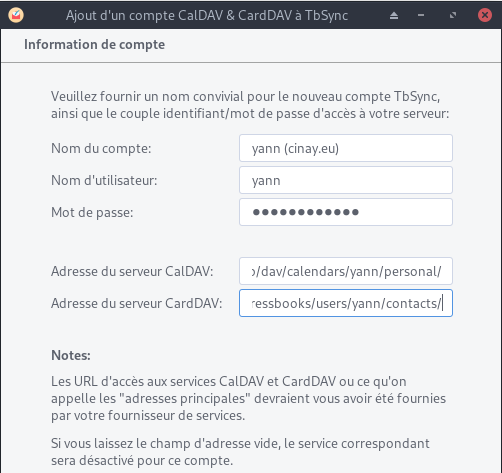 Ajout d'un compte CalDAV & CardDAV à TbSync
Information de compte
Veuillez fournir un nom convivial pour le nouveau compte TbSync,
ainsi que le couple identifiant/mot de passe d'accès à votre serveur:
Nom du compte: yann (cinay.eu)
Nom d'utilisateur: yann
Mot de passe: ●●●●●●●●●●●●
Adresse du serveur CalDAV: o/dav/calendars/yann/personal/
Adresse du serveur CardDAV: ressbooks/users/yann/contacts/
Notes:
Les URL d'accès aux services CalDAV et CardDAV ou ce qu'on
appelle les "adresses principales" devraient vous avoir été fournies
par votre fournisseur de services.
Si vous laissez le champ d'adresse vide, le service correspondant
sera désactivé pour ce compte.